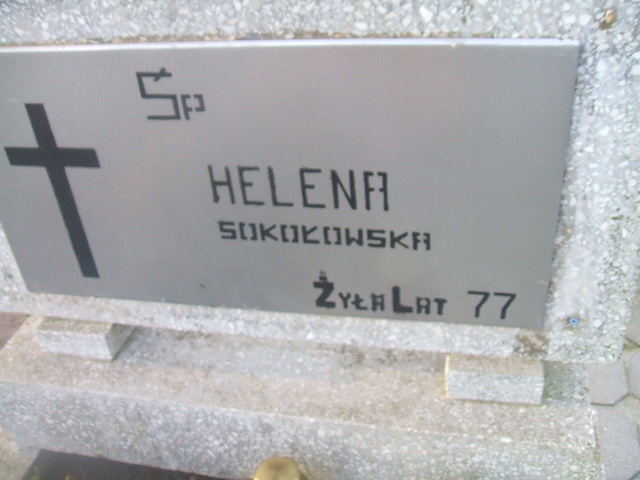 Śp
HELENA
SOKOŁOWSKA
ŻYŁA LAT 77